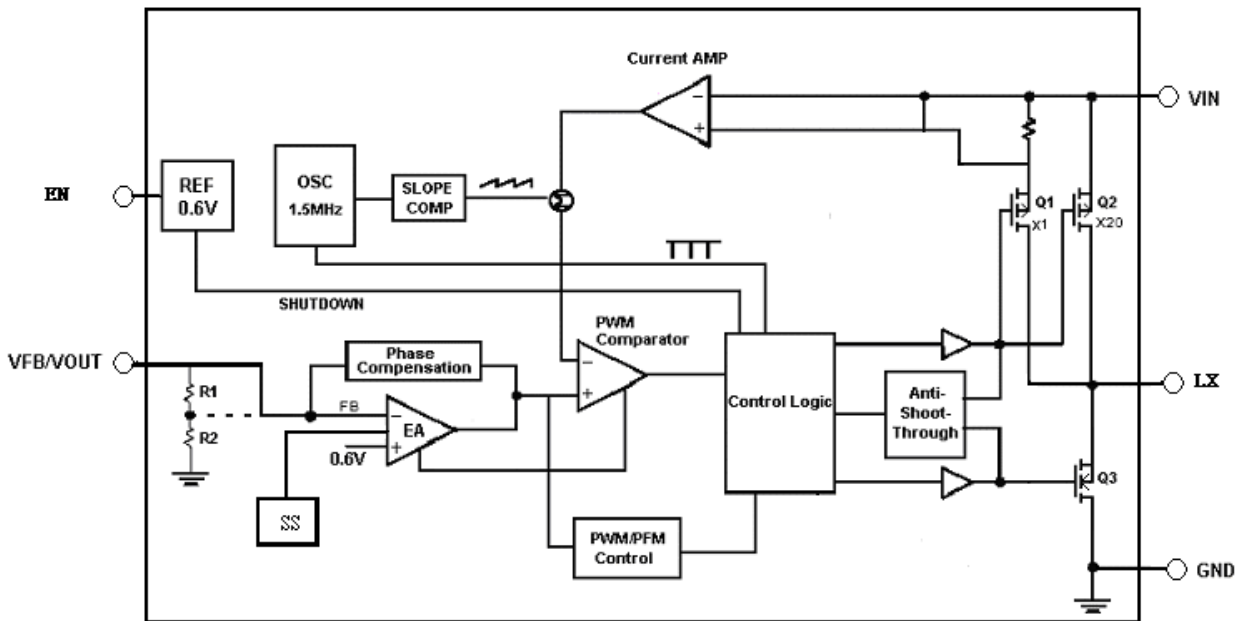 Current AMP
−
+
VIN
EN
REF
0.6V
OSC
1.5MHz
SLOPE
COMP
Σ
Q1
X1
Q2
X20
SHUTDOWN
PWM
Comparator
VFB/VOUT
Phase
Compensation
−
+
R1
FB
−
EA
+
R2
0.6V
Control Logic
Anti-
Shoot-
Through
LX
SS
PWM/PFM
Control
Q3
GND